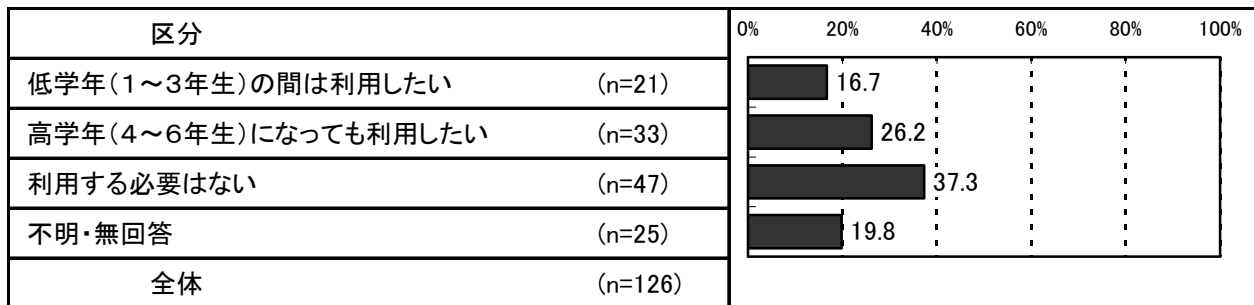 区分 0% 20% 40% 60% 80% 100%
低学年（１～３年生）の間は利用したい (n=21) 16.7
高学年（４～６年生）になっても利用したい (n=33) 26.2
利用する必要はない (n=47) 37.3
不明・無回答 (n=25) 19.8
全体 (n=126)